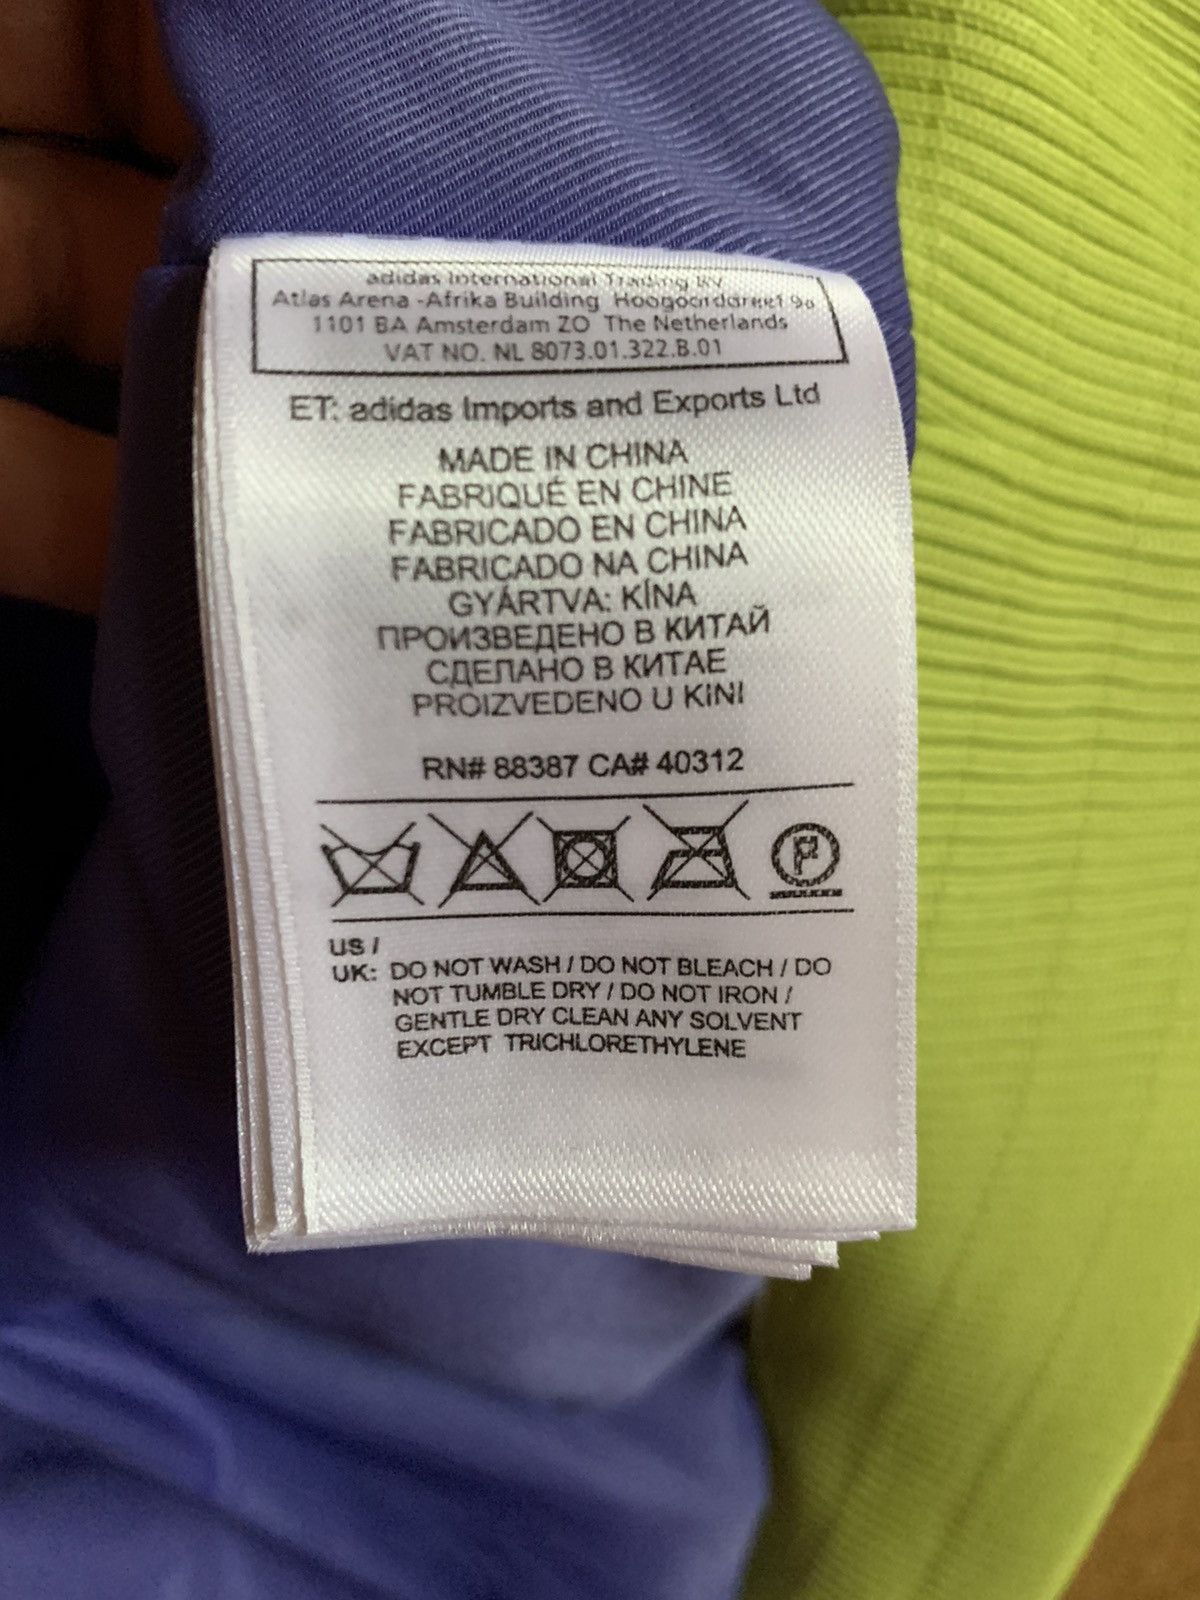 adidas International Trading BV
Atlas Arena -Afrika Building Hoogoorddreef 9a
1101 BA Amsterdam ZO The Netherlands
VAT NO. NL 8073.01.322.B.01
ET: adidas Imports and Exports Ltd
MADE IN CHINA
FABRIQUÉ EN CHINE
FABRICADO EN CHINA
FABRICADO NA CHINA
GYÁRTVA: KÍNA
ПРОИЗВЕДЕНО В КИТАЙ
СДЕЛАНО В КИТАЕ
PROIZVEDENO U KINI
RN# 88387 CA# 40312
P
US /
UK: DO NOT WASH / DO NOT BLEACH / DO
NOT TUMBLE DRY / DO NOT IRON /
GENTLE DRY CLEAN ANY SOLVENT
EXCEPT TRICHLORETHYLENE